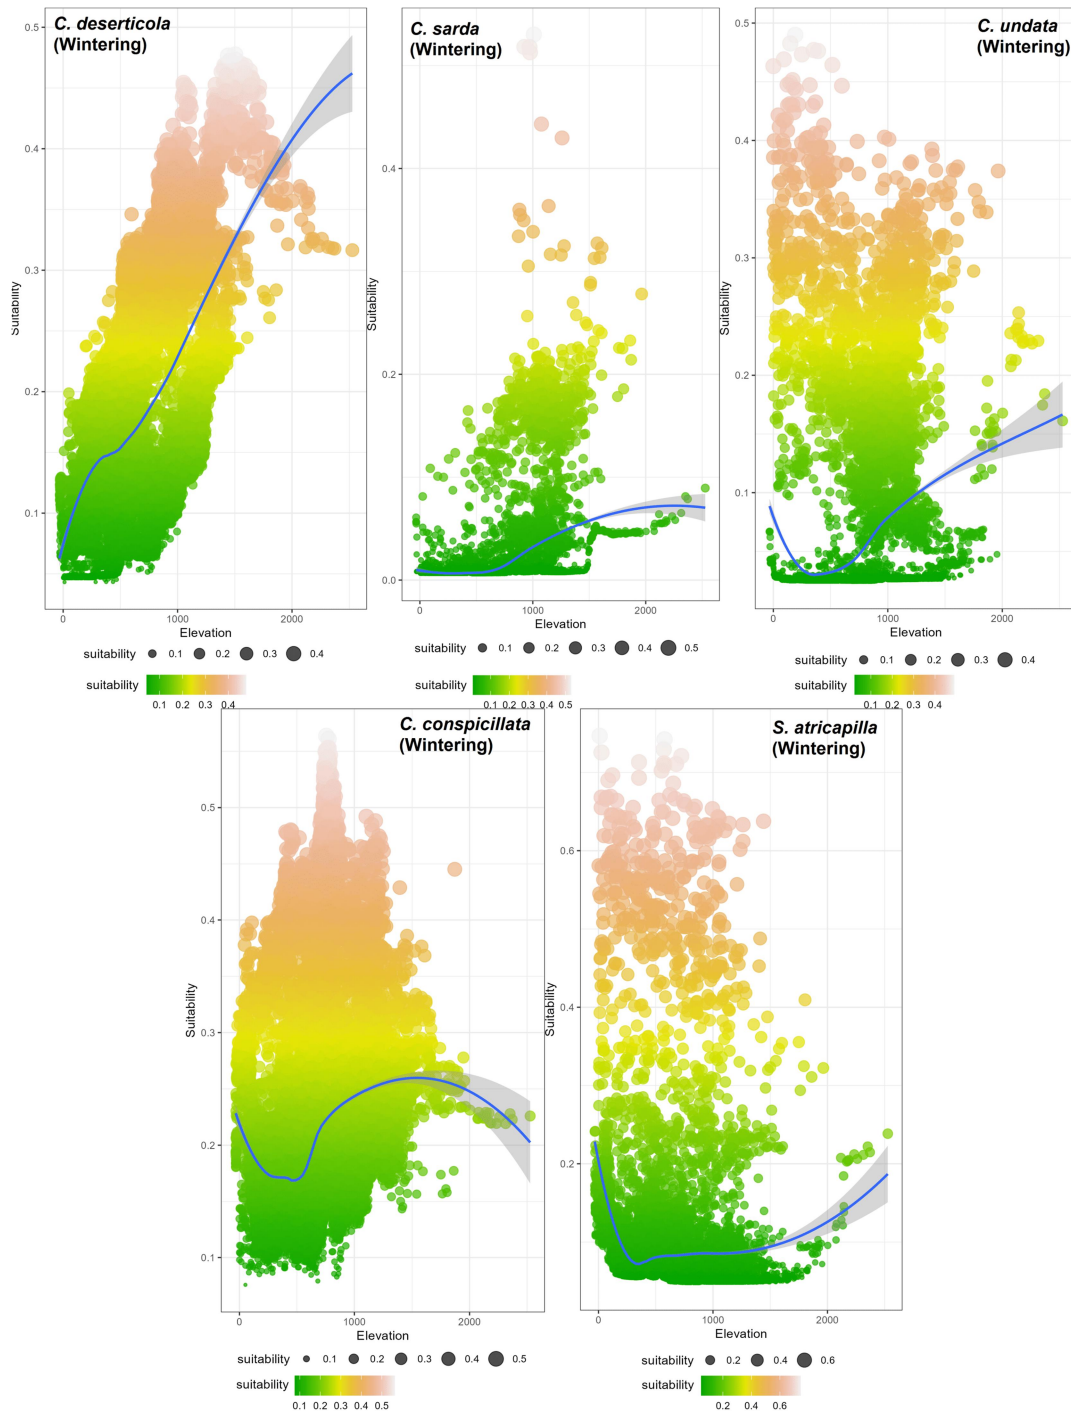 C. deserticola
(Wintering)
0.5
0.4
0.3
0.2
0.1
Suitability
0
1000
2000
Elevation
suitability 0.1 0.2 0.3 0.4
suitability
0.1 0.2 0.3 0.4
C. sarda
(Wintering)
0.4
0.2
0.0
Suitability
0
1000
2000
Elevation
suitability 0.1 0.2 0.3 0.4 0.5
suitability
0.1 0.2 0.3 0.4 0.5
C. undata
(Wintering)
0.5
0.4
0.3
0.2
0.1
Suitability
0
1000
2000
Elevation
suitability 0.1 0.2 0.3 0.4
suitability
0.1 0.2 0.3 0.4
C. conspicillata
(Wintering)
0.5
0.4
0.3
0.2
0.1
Suitability
0
1000
2000
Elevation
suitability 0.1 0.2 0.3 0.4 0.5
suitability
0.1 0.2 0.3 0.4 0.5
S. atricapilla
(Wintering)
0.6
0.4
0.2
Suitability
0
1000
2000
Elevation
suitability 0.2 0.4 0.6
suitability
0.2 0.4 0.6